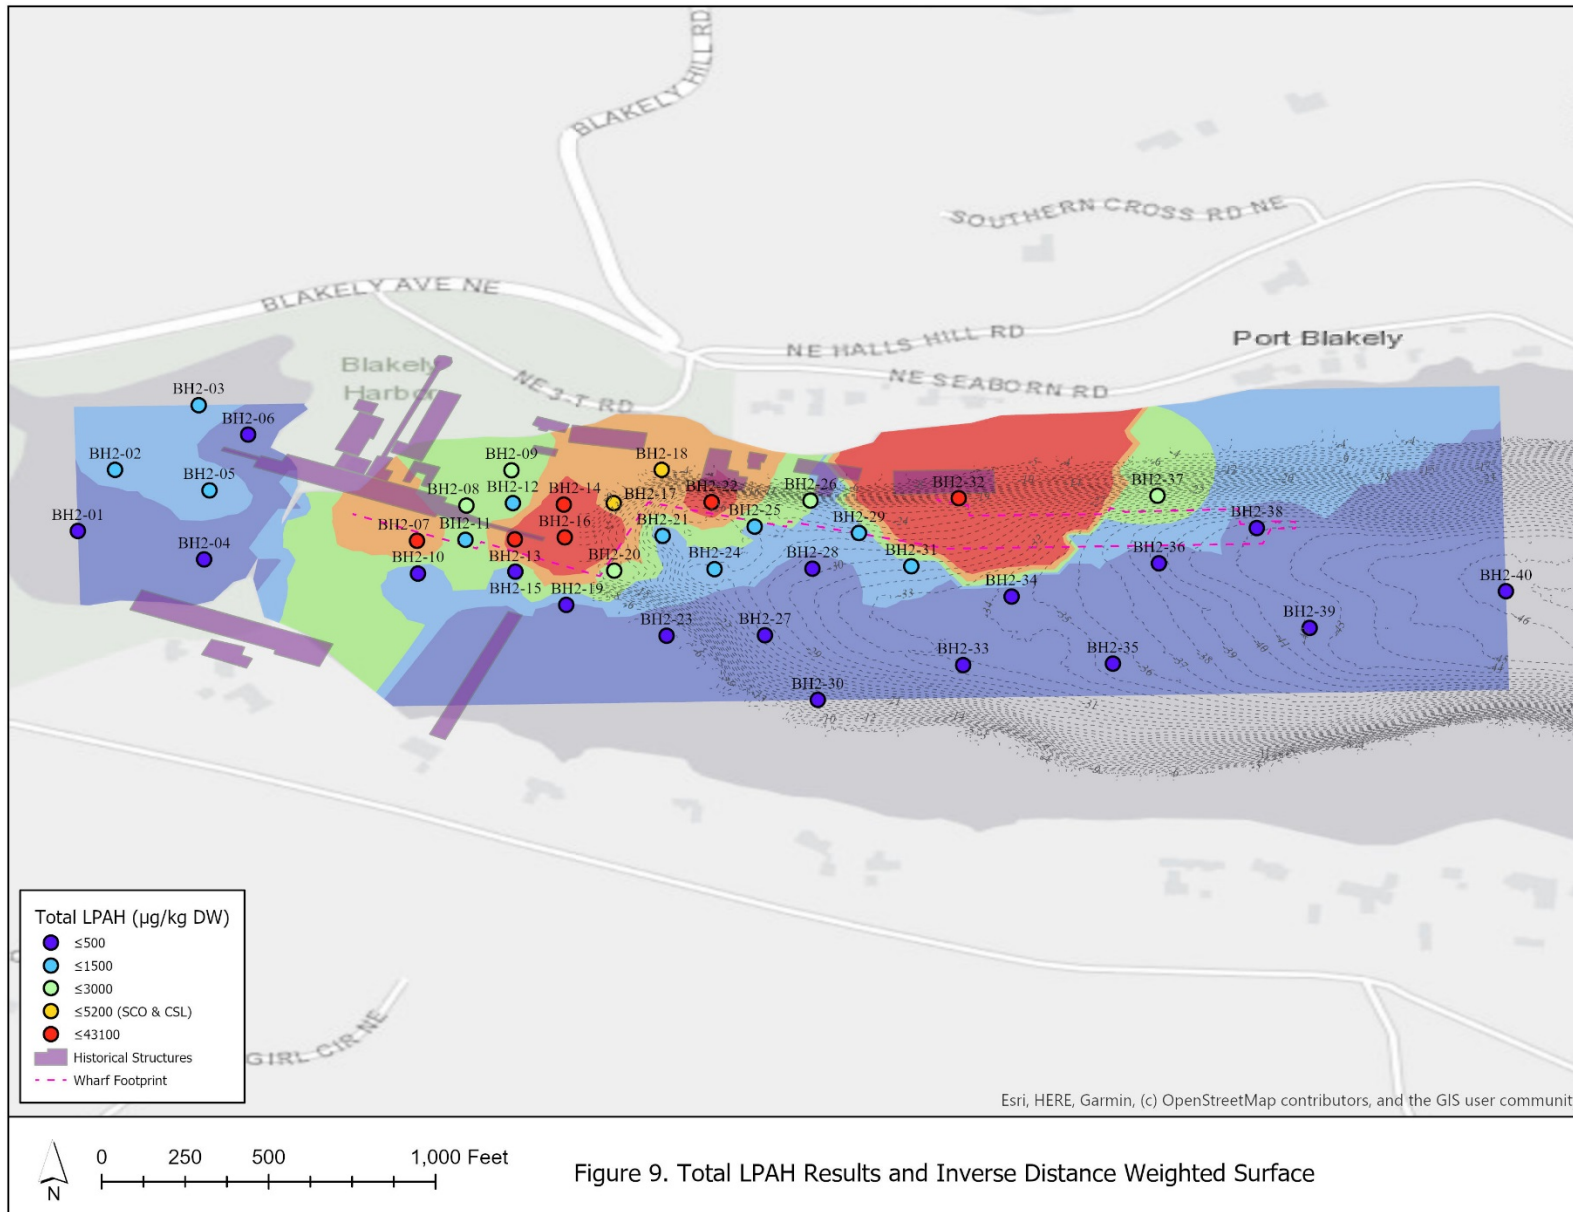 BLAKELY HILL RD
SOUTHERN CROSS RD NE
BLAKELY AVE NE
NE HALLS HILL RD
Port Blakely
NE SEABORN RD
Blakely
Harbor
NE 3-T RD
BH2-03
BH2-06
BH2-02
BH2-05
BH2-01
BH2-04
BH2-09
BH2-18
BH2-08
BH2-12
BH2-14
BH2-17
BH2-22
BH2-26
BH2-32
BH2-37
BH2-07
BH2-11
BH2-16
BH2-21
BH2-25
BH2-29
BH2-38
BH2-10
BH2-13
BH2-20
BH2-24
BH2-28
BH2-31
BH2-36
BH2-15
BH2-19
BH2-34
BH2-40
BH2-23
BH2-27
BH2-39
BH2-33
BH2-35
BH2-30
GIRL CIR NE
Total LPAH (µg/kg DW)
≤500
≤1500
≤3000
≤5200 (SCO & CSL)
≤43100
Historical Structures
Wharf Footprint
Esri, HERE, Garmin, (c) OpenStreetMap contributors, and the GIS user communit
N
0 250 500 1,000 Feet
Figure 9. Total LPAH Results and Inverse Distance Weighted Surface